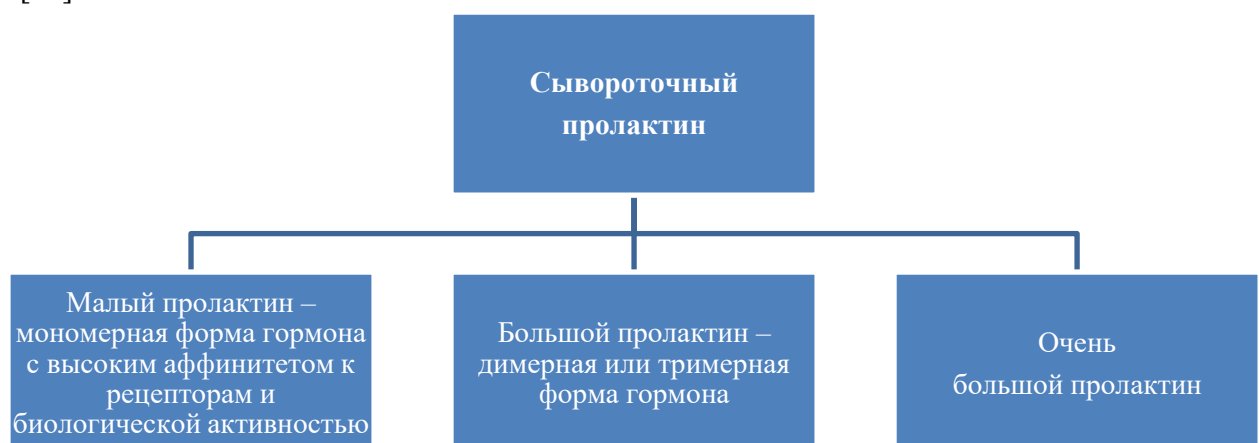 Сывороточный
пролактин
Малый пролактин –
мономерная форма гормона
с высоким аффинитетом к
рецепторам и
биологической активностью
Большой пролактин –
димерная или тримерная
форма гормона
Очень
большой пролактин